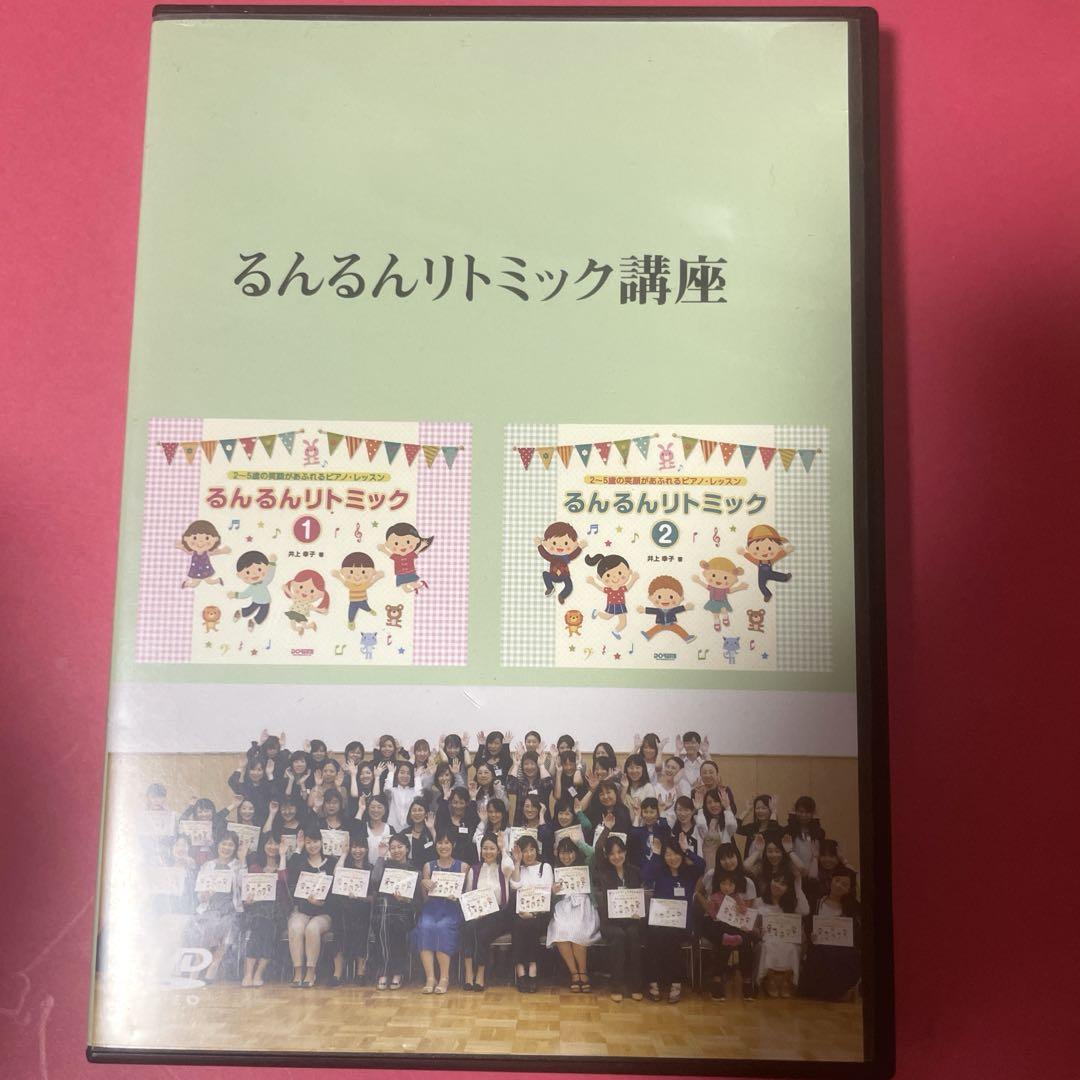 るんるんリトミック講座
2〜5歳の笑顔があふれるピアノ・レッスン
るんるんリトミック
1
井上 幸子 著
2〜5歳の笑顔があふれるピアノ・レッスン
るんるんリトミック
2
井上 幸子 著